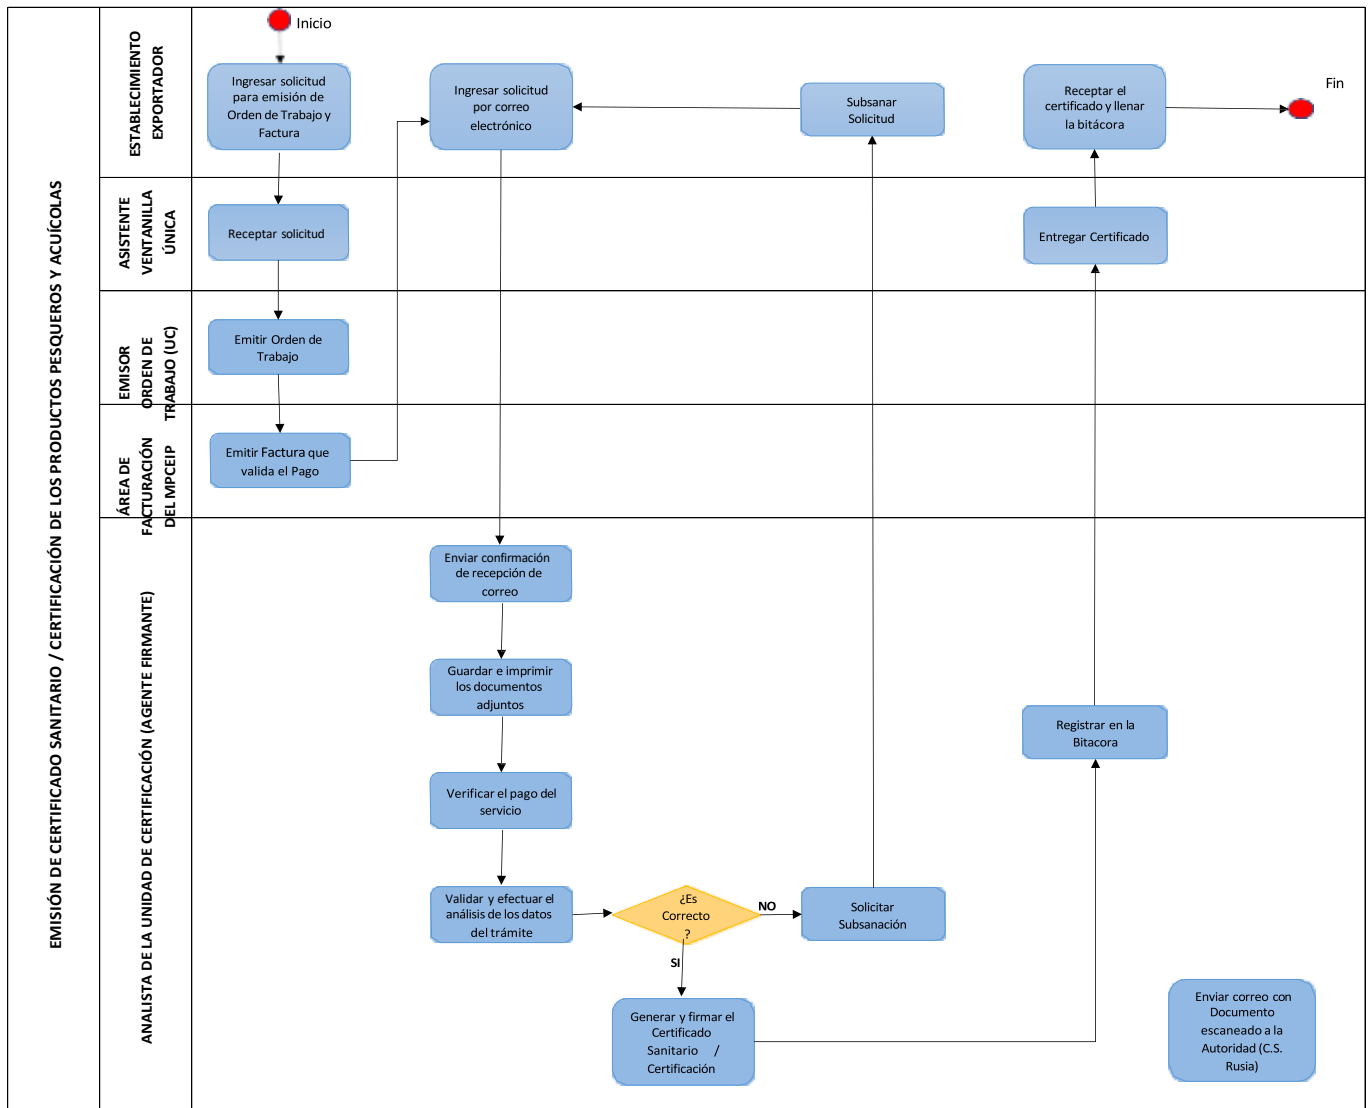 EMISIÓN DE CERTIFICADO SANITARIO / CERTIFICACIÓN DE LOS PRODUCTOS PESQUEROS Y ACUÍCOLAS
ESTABLECIMIENTO
EXPORTADOR
Inicio
Ingresar solicitud
para emisión de
Orden de Trabajo y
Factura
Ingresar solicitud
por correo
electrónico
Subsanar
Solicitud
Receptar el
certificado y llenar
la bitácora
Fin
ASISTENTE
VENTANILLA
ÚNICA
Receptar solicitud
Entregar Certificado
EMISOR
ORDEN DE
TRABAJO (UC)
Emitir Orden de
Trabajo
ÁREA DE
FACTURACIÓN
DEL MPCEIP
Emitir Factura que
valida el Pago
ANALISTA DE LA UNIDAD DE CERTIFICACIÓN (AGENTE FIRMANTE)
Enviar confirmación
de recepción de
correo
Guardar e imprimir
los documentos
adjuntos
Verificar el pago del
servicio
Validar y efectuar el
análisis de los datos
del trámite
¿Es
Correcto
?
NO
Solicitar
Subsanación
SI
Generar y firmar el
Certificado
Sanitario /
Certificación
Registrar en la
Bitacora
Enviar correo con
Documento
escaneado a la
Autoridad (C.S.
Rusia)